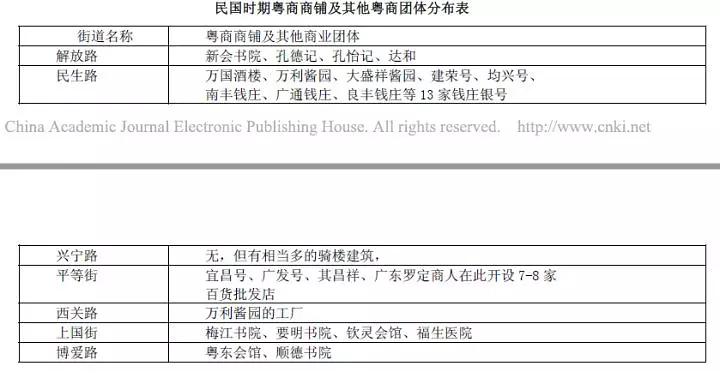 民国时期粤商商铺及其他粤商团体分布表
街道名称 粤商商铺及其他商业团体
解放路 新会书院、孔德记、孔怡记、达和
民生路 万国酒楼、万利酱园、大盛祥酱园、建荣号、均兴号、
南丰钱庄、广通钱庄、良丰钱庄等 13 家钱庄银号
China Academic Journal Electronic Publishing House. All rights reserved. http://www.cnki.net
兴宁路 无，但有相当多的骑楼建筑，
平等街 宜昌号、广发号、其昌祥、广东罗定商人在此开设 7-8 家
百货批发店
西关路 万利酱园的工厂
上国街 梅江书院、要明书院、钦灵会馆、福生医院
博爱路 粤东会馆、顺德书院